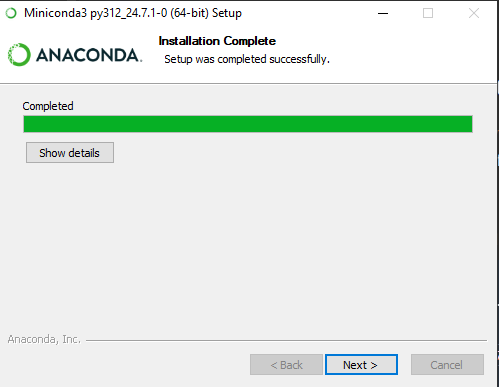 Miniconda3 py312_24.7.1-0 (64-bit) Setup
ANACONDA.
Installation Complete
Setup was completed successfully.
Completed
Show details
Anaconda, Inc.
< Back
Next >
Cancel